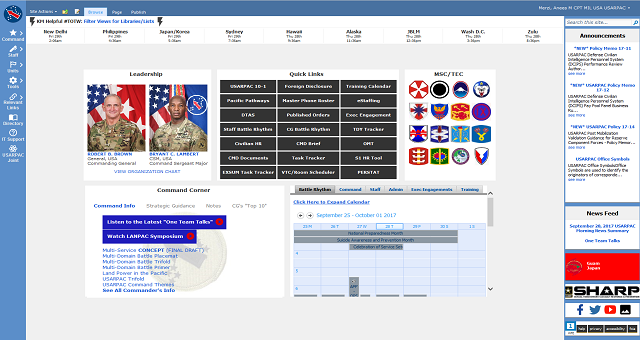 Site Actions
Browse Page Publish
Mero, Anees M CPT MIL USA USARPAC
KM Helpful #TOTW: Filter Views for Libraries/Lists
New Delhi Philippines Japan/Korea Sydney Hawaii Alaska JBLM Wash D.C. Zulu
Search this site...
Command
Staff
Units
Tools
Relevant Links
Directory
IT Support
USARPAC Joint
Leadership
ROBERT B. BROWN
General, USA
Commanding General
BRYANT C. LAMBERT
CSM, USA
Command Sergeant Major
VIEW ORGANIZATION CHART
Quick Links
USARPAC 10-1 Foreign Disclosure Training Calendar
Pacific Pathways Master Phone Roster eStaffing
DTAS Published Orders Exec Engagement
Staff Battle Rhythm CG Battle Rhythm TDY Tracker
Civilian HR CMD Brief OMT
CMD Documents Task Tracker S1 HR Tool
EXSUM Task Tracker VTC/Room Scheduler PERSTAT
MSC/TEC
Command Corner
Command Info Strategic Guidance Notes CG's "Top 10"
Listen to the Latest "One Team Talks"
Watch LANPAC Symposium
Multi-Service CONCEPT (FINAL DRAFT)
Multi-Domain Battle Placemat
Multi-Domain Battle Trifold
Multi-Domain Battle Primer
Land Power in the Pacific
USARPAC Trifold
USARPAC Command Themes
See All Commander's Info
Battle Rhythm Command Staff Admin Exec Engagements Training
Click Here to Expand Calendar
September 25 - October 01 2017
National Preparedness Month
Suicide Awareness and Prevention Month
Celebration of Service
Announcements
"NEW" Policy Memo 17-11
USARPAC Defense Civilian
Intelligence Personnel System
(DCIPS) Performance Review
Author...
see more
"NEW" Policy Memo
17-12
USARPAC Defense Civilian
Intelligence Personnel System
(DCIPS) Pay Pool Panel Business
see more
"NEW" USARPAC Policy 17-14
USARPAC Post Mobilization
Validation Guidance for Reserve
Component Forces - Policy Memor...
see more
USARPAC Office Symbols
USARPAC Office SymbolsOffice
Symbols are used to identify the
originators of corresponde...
see more
News Feed
September 28, 2017 USARPAC
Morning News Summary
One Team Talks
Guam
Japan
SHARP
help privacy accessibility foia